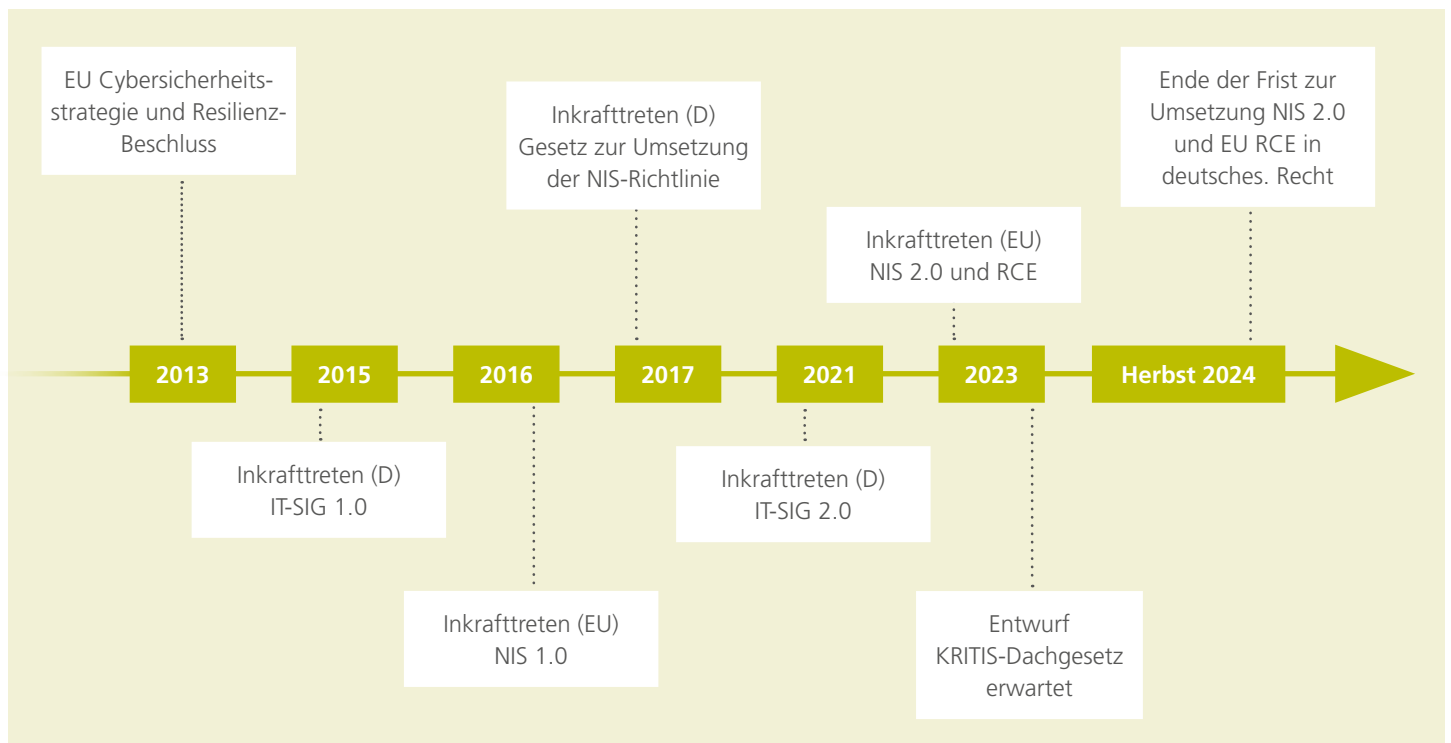 EU Cybersicherheits-
strategie und Resilienz-
Beschluss
Inkrafttreten (D)
Gesetz zur Umsetzung
der NIS-Richtlinie
Inkrafttreten (EU)
NIS 2.0 und RCE
Ende der Frist zur
Umsetzung NIS 2.0
und EU RCE in
deutsches. Recht
2013
2015
2016
2017
2021
2023
Herbst 2024
Inkrafttreten (D)
IT-SIG 1.0
Inkrafttreten (EU)
NIS 1.0
Inkrafttreten (D)
IT-SIG 2.0
Entwurf
KRITIS-Dachgesetz
erwartet